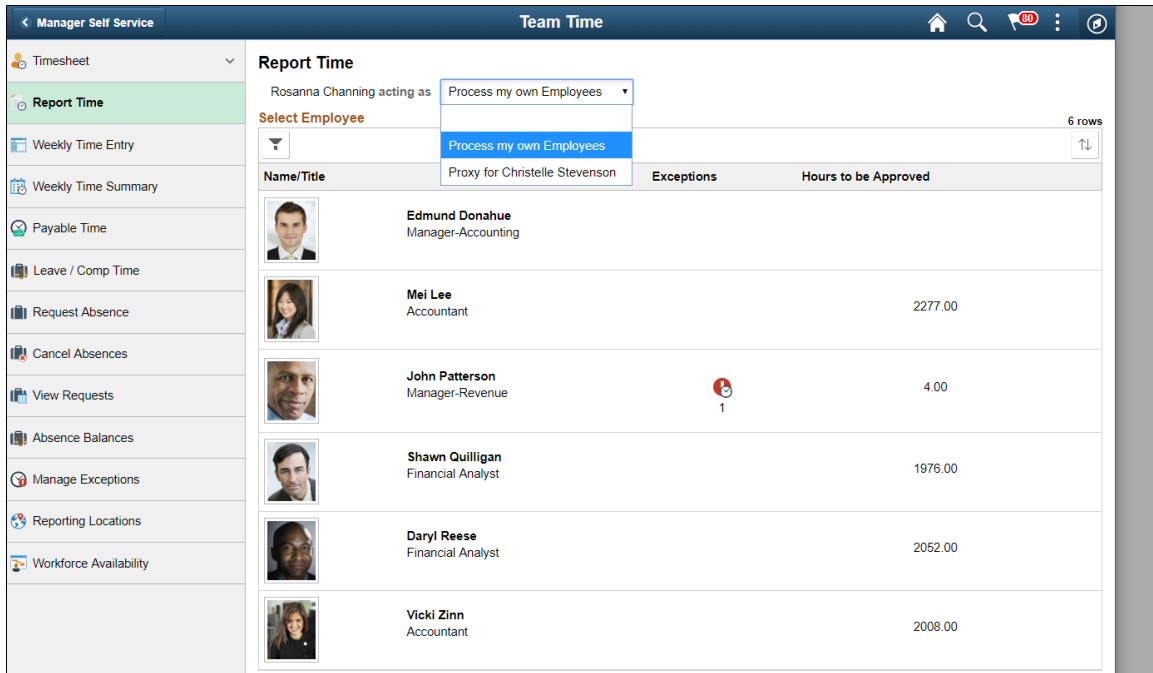 Manager Self Service
Team Time
80
Timesheet
Report Time
Weekly Time Entry
Weekly Time Summary
Payable Time
Leave / Comp Time
Request Absence
Cancel Absences
View Requests
Absence Balances
Manage Exceptions
Reporting Locations
Workforce Availability
Report Time
Rosanna Channing acting as Process my own Employees
Process my own Employees
Proxy for Christelle Stevenson
Select Employee
6 rows
Name/Title Exceptions Hours to be Approved
Edmund Donahue
Manager-Accounting
Mei Lee
Accountant
2277.00
John Patterson
Manager-Revenue
1
4.00
Shawn Quilligan
Financial Analyst
1976.00
Daryl Reese
Financial Analyst
2052.00
Vicki Zinn
Accountant
2008.00